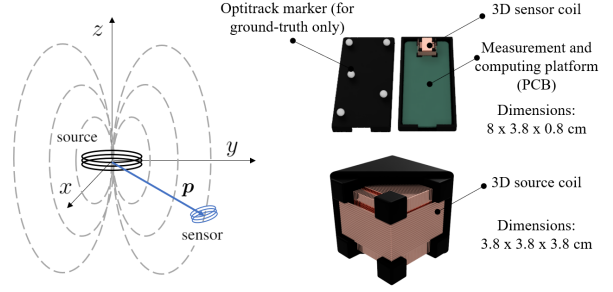 z
source
y
x
p
sensor
Optitrack marker (for
ground-truth only)
3D sensor coil
Measurement and
computing platform
(PCB)
Dimensions:
8 x 3.8 x 0.8 cm
3D source coil
Dimensions:
3.8 x 3.8 x 3.8 cm